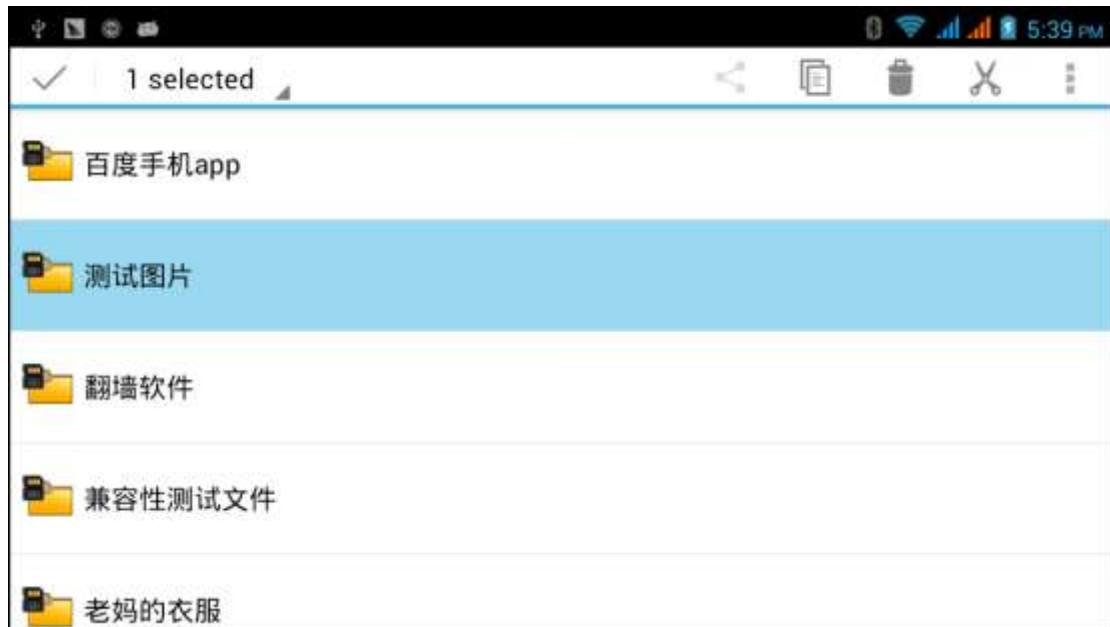 5:39 PM
1 selected
百度手机app
测试图片
翻墙软件
兼容性测试文件
老妈的衣服